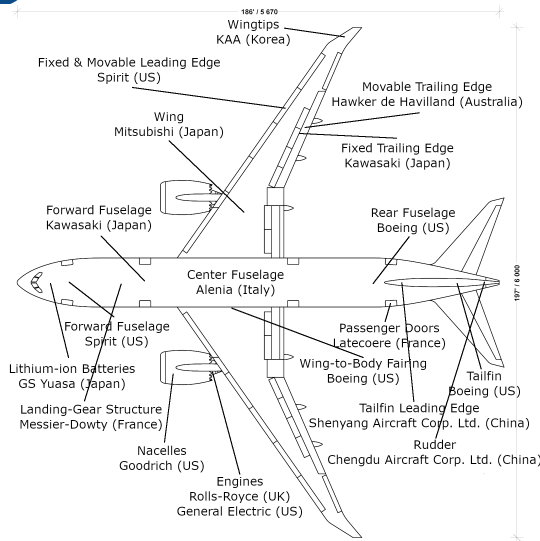 186' / 5 670
Wingtips
KAA (Korea)
Fixed & Movable Leading Edge
Spirit (US)
Movable Trailing Edge
Hawker de Havilland (Australia)
Wing
Mitsubishi (Japan)
Fixed Trailing Edge
Kawasaki (Japan)
Forward Fuselage
Kawasaki (Japan)
Rear Fuselage
Boeing (US)
Center Fuselage
Alenia (Italy)
197' / 6 000
Forward Fuselage
Spirit (US)
Passenger Doors
Latecoere (France)
Lithium-ion Batteries
GS Yuasa (Japan)
Wing-to-Body Fairing
Boeing (US)
Tailfin
Boeing (US)
Landing-Gear Structure
Messier-Dowty (France)
Tailfin Leading Edge
Shenyang Aircraft Corp. Ltd. (China)
Nacelles
Goodrich (US)
Rudder
Chengdu Aircraft Corp. Ltd. (China)
Engines
Rolls-Royce (UK)
General Electric (US)